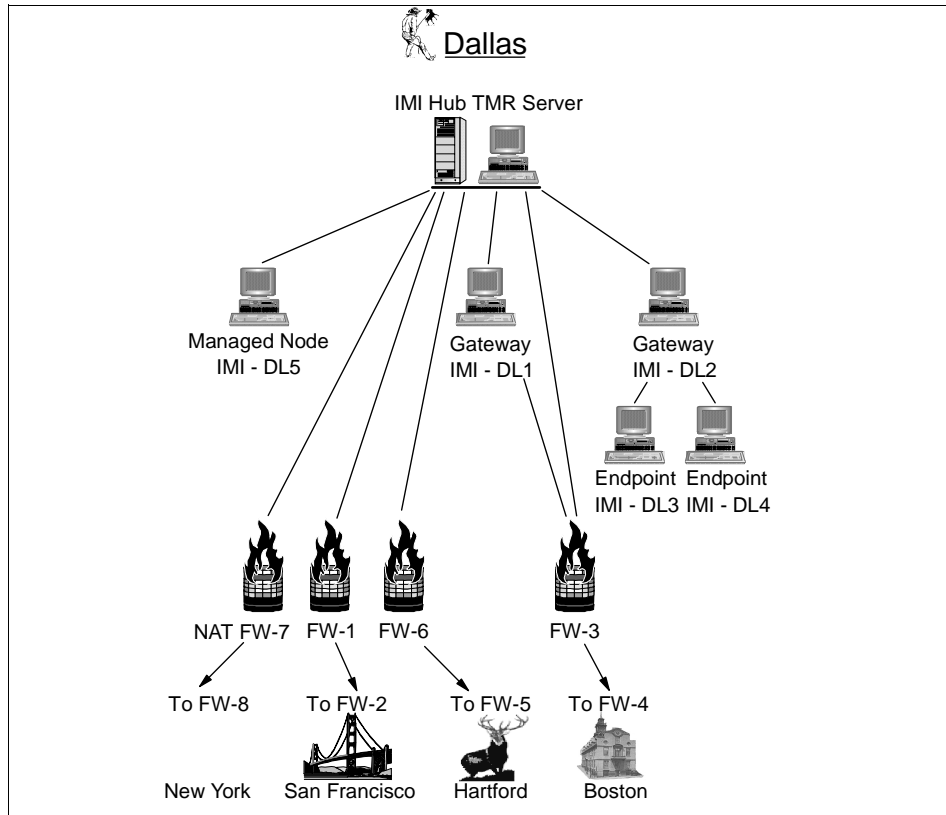 Dallas
IMI Hub TMR Server
Managed Node
IMI - DL5
Gateway
IMI - DL1
Gateway
IMI - DL2
Endpoint
IMI - DL3
Endpoint
IMI - DL4
NAT FW-7
FW-1
FW-6
FW-3
To FW-8
To FW-2
To FW-5
To FW-4
New York
San Francisco
Hartford
Boston